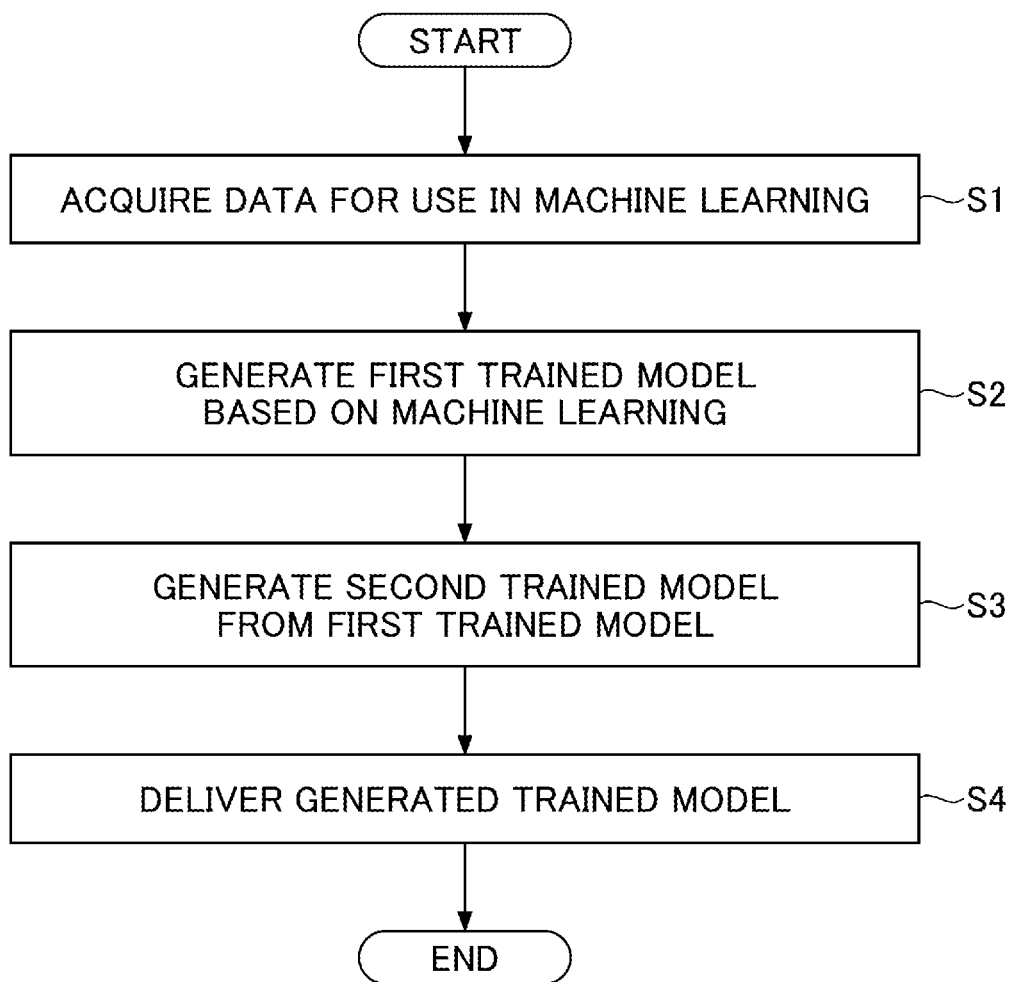 START
ACQUIRE DATA FOR USE IN MACHINE LEARNING
S1
GENERATE FIRST TRAINED MODEL
BASED ON MACHINE LEARNING
S2
GENERATE SECOND TRAINED MODEL
FROM FIRST TRAINED MODEL
S3
DELIVER GENERATED TRAINED MODEL
S4
END